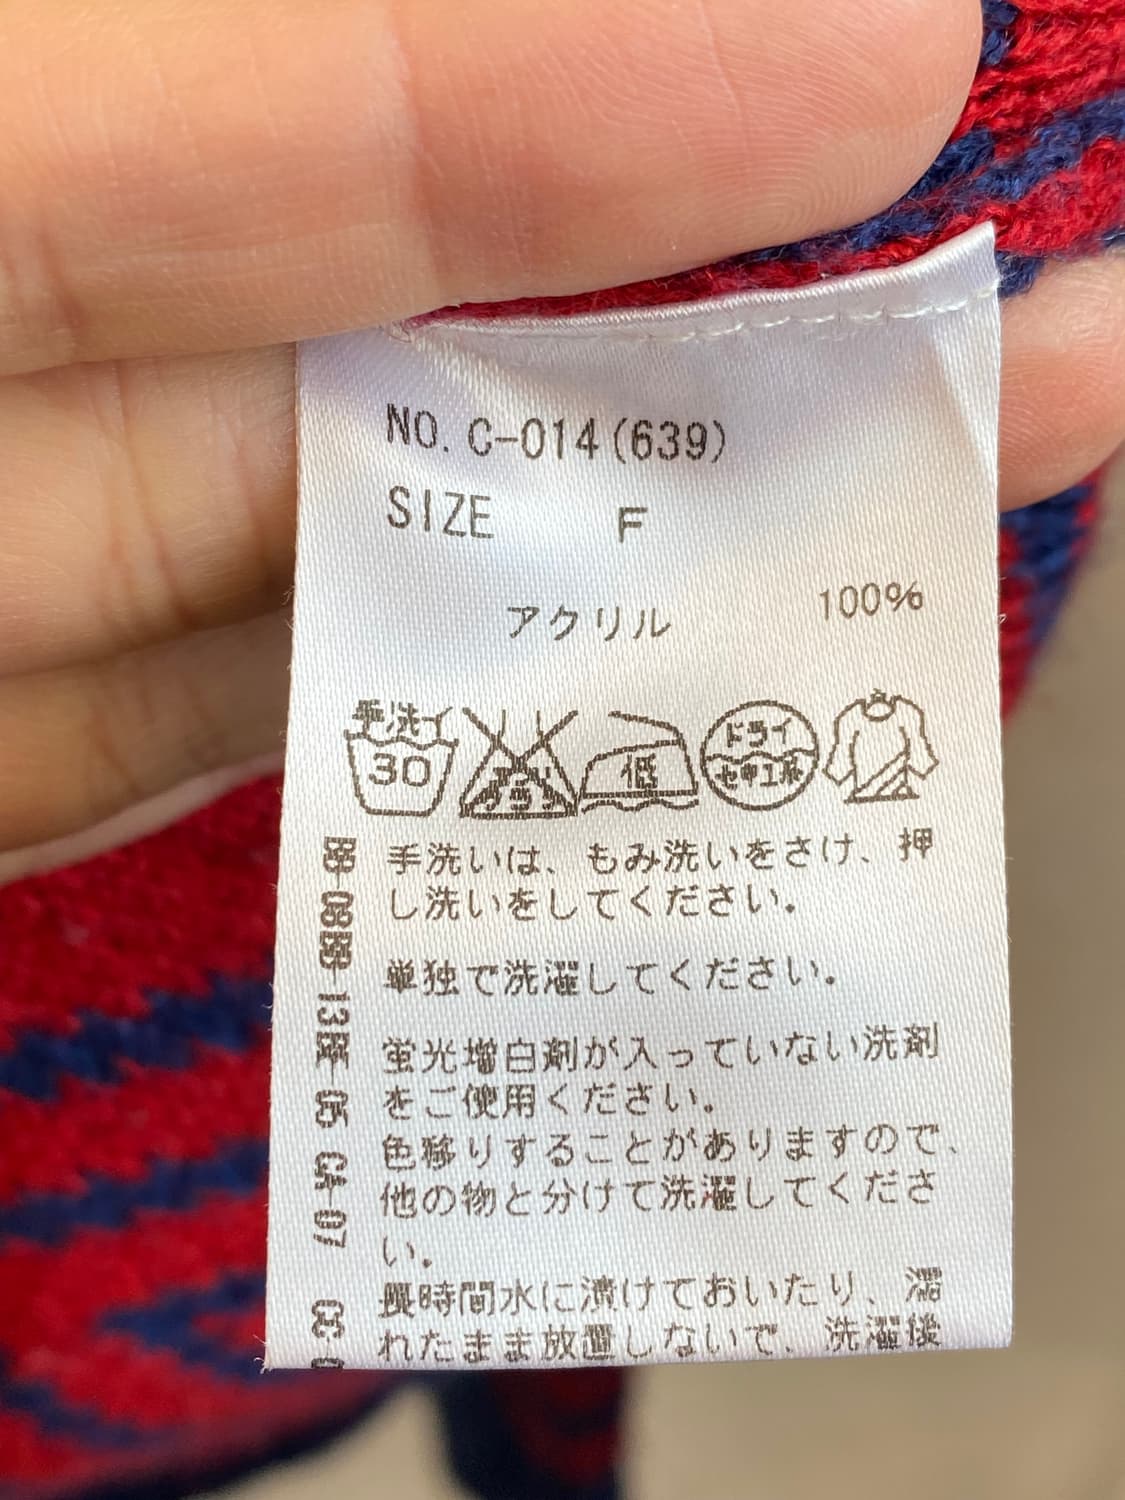 NO. C-014(639)
SIZE F
アクリル 100%
手洗イ
30
低
ドライ
セキユ系
手洗いは、もみ洗いをさけ、押
し洗いをしてください。
単独で洗濯してください。
蛍光増白剤が入っていない洗剤
をご使用ください。
色移りすることがありますので、
他の物と分けて洗濯してくださ
い。
長時間水に漬けておいたり、濡
れたまま放置しないで、洗濯後